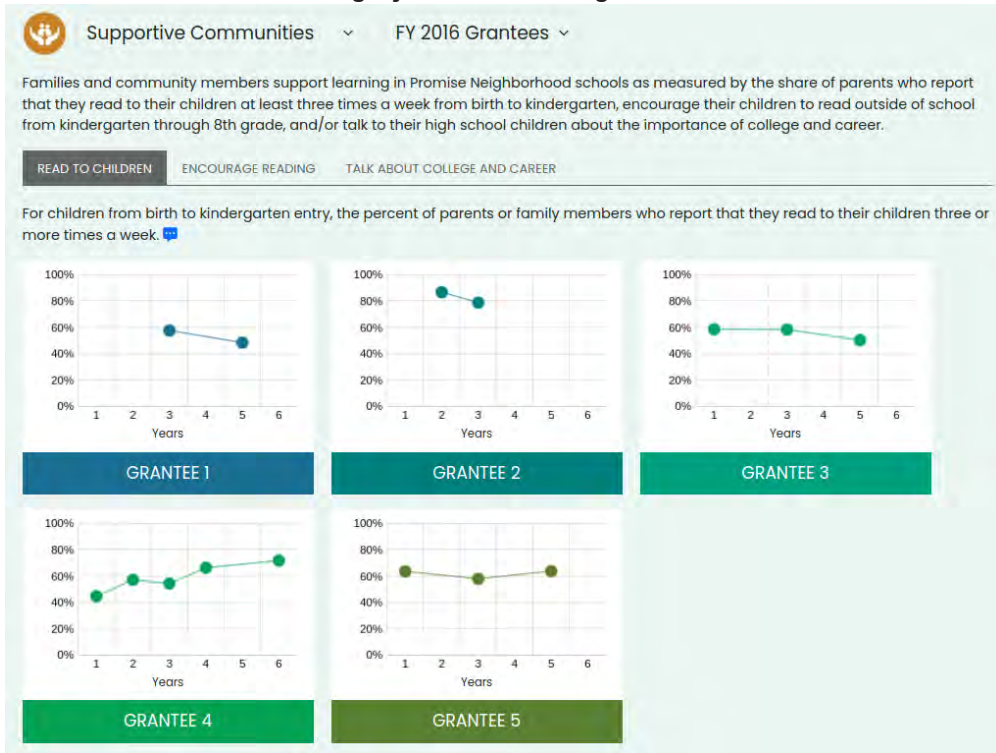 Supportive Communities FY 2016 Grantees
Families and community members support learning in Promise Neighborhood schools as measured by the share of parents who report
that they read to their children at least three times a week from birth to kindergarten, encourage their children to read outside of school
from kindergarten through 8th grade, and/or talk to their high school children about the importance of college and career.
READ TO CHILDREN ENCOURAGE READING TALK ABOUT COLLEGE AND CAREER
For children from birth to kindergarten entry, the percent of parents or family members who report that they read to their children three or
more times a week.
100%
80%
60%
40%
20%
0%
1 2 3 4 5 6
Years
GRANTEE 1
100%
80%
60%
40%
20%
0%
1 2 3 4 5 6
Years
GRANTEE 2
100%
80%
60%
40%
20%
0%
1 2 3 4 5 6
Years
GRANTEE 3
100%
80%
60%
40%
20%
0%
1 2 3 4 5 6
Years
GRANTEE 4
100%
80%
60%
40%
20%
0%
1 2 3 4 5 6
Years
GRANTEE 5